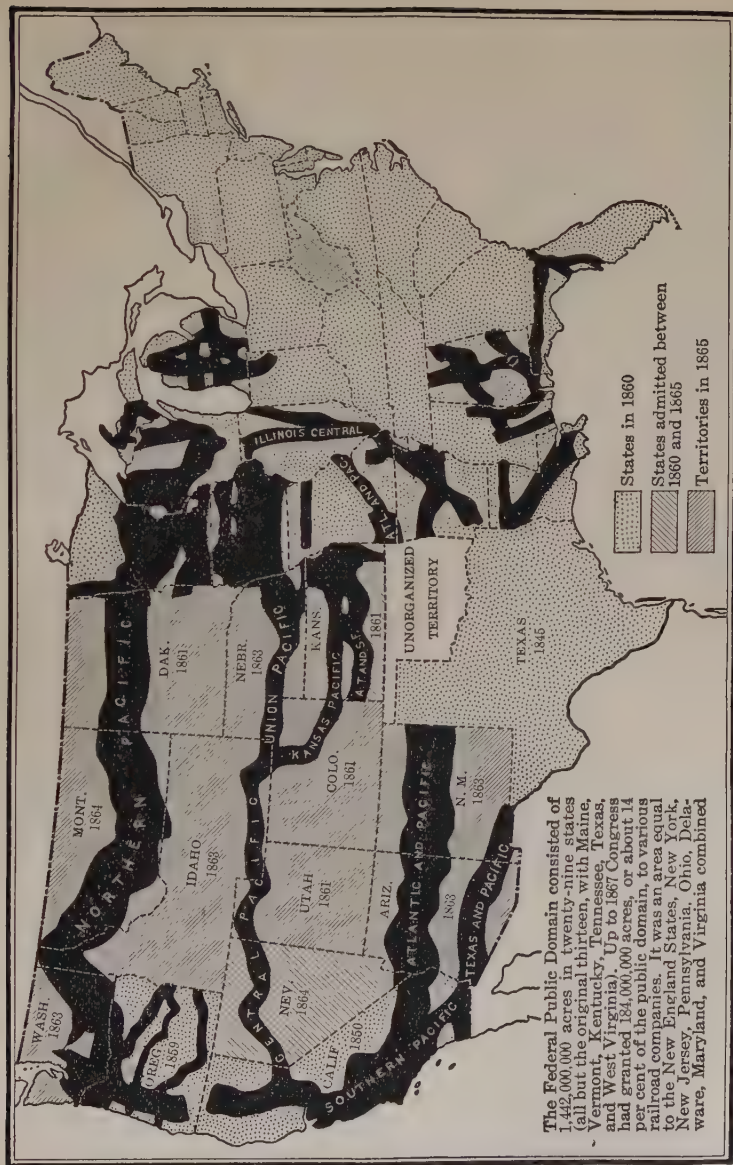 WASH.
1863
MONT.
1864
NORTHERN PACIFIC
DAK.
1861
OREG.
1859
IDAHO
1863
NEBR.
1863
UNION PACIFIC
CENTRAL PACIFIC
NEV.
1864
UTAH
1861
COLO.
1861
KANSAS PACIFIC
KANS.
1861
A.T. AND S.F.
ILLINOIS CENTRAL
ATL. AND PAC.
CALIF.
1850
SOUTHERN PACIFIC
ATLANTIC AND PACIFIC
ARIZ.
1863
N. M.
1863
TEXAS AND PACIFIC
UNORGANIZED
TERRITORY
TEXAS
1845
The Federal Public Domain consisted of
1,442,000,000 acres in twenty-nine states
(all but the original thirteen, with Maine,
Vermont, Kentucky, Tennessee, Texas,
and West Virginia). Up to 1867 Congress
had granted 184,000,000 acres, or about 14
per cent of the public domain, to various
railroad companies. It was an area equal
to the New England States, New York,
New Jersey, Pennsylvania, Ohio, Dela-
ware, Maryland, and Virginia combined
States in 1860
States admitted between
1860 and 1865
Territories in 1865